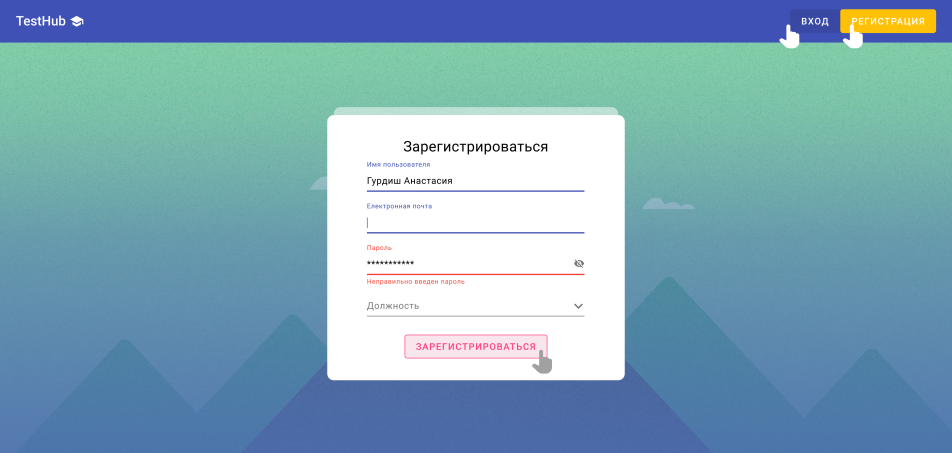 TestHub
ВХОД
РЕГИСТРАЦИЯ
Зарегистрироваться
Имя пользователя
Гурдиш Анастасия
Електронная почта
Пароль
***********
Неправильно введен пароль
Должность
ЗАРЕГИСТРИРОВАТЬСЯ